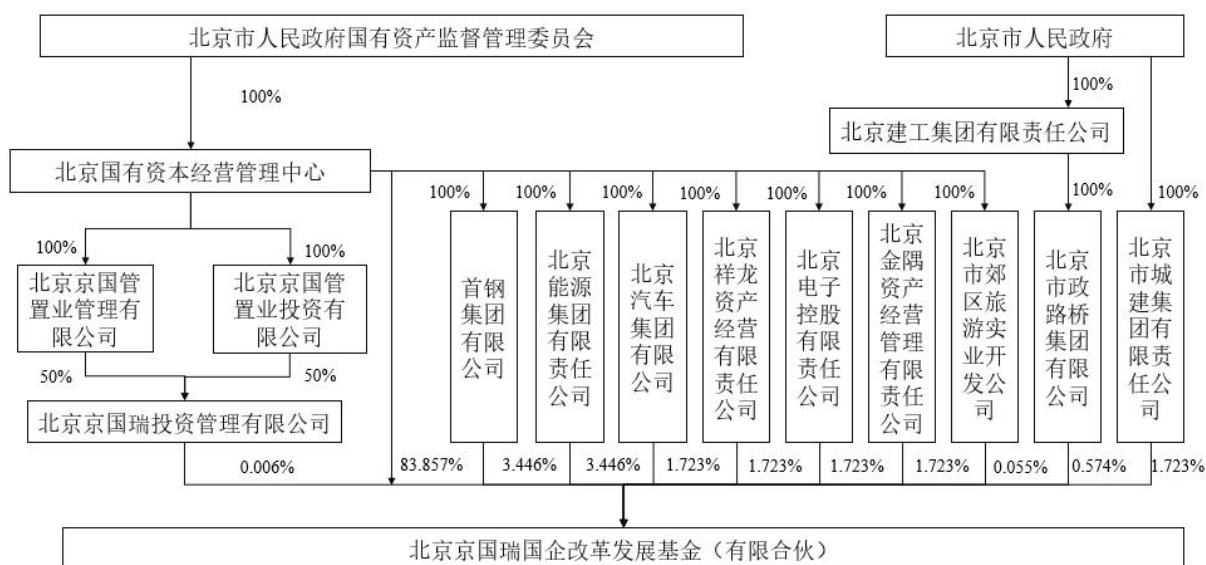 北京市人民政府国有资产监督管理委员会
北京市人民政府
100%
100%
100%
北京建工集团有限责任公司
北京国有资本经营管理中心
100%
100%
100%
100%
100%
100%
100%
100%
100%
100%
100%
北京京国管
置业管理有
限公司
北京京国管
置业投资有
限公司
首钢
集团
有限
公司
北京
能源
集团
有限
责任
公司
北京
汽车
集团
有限
公司
北京
祥龙
资产
经营
有限
责任
公司
北京
电子
控股
有限
责任
公司
北京
金隅
资产
经营
管理
有限
责任
公司
北京
市郊
区旅
游实
业开
发公
司
北京
市政
路桥
集团
有限
公司
北京
市城
建集
团有
限责
任公
司
50%
50%
北京京国瑞投资管理有限公司
0.006%
83.857%
3.446%
3.446%
1.723%
1.723%
1.723%
1.723%
0.055%
0.574%
1.723%
北京京国瑞国企改革发展基金（有限合伙）